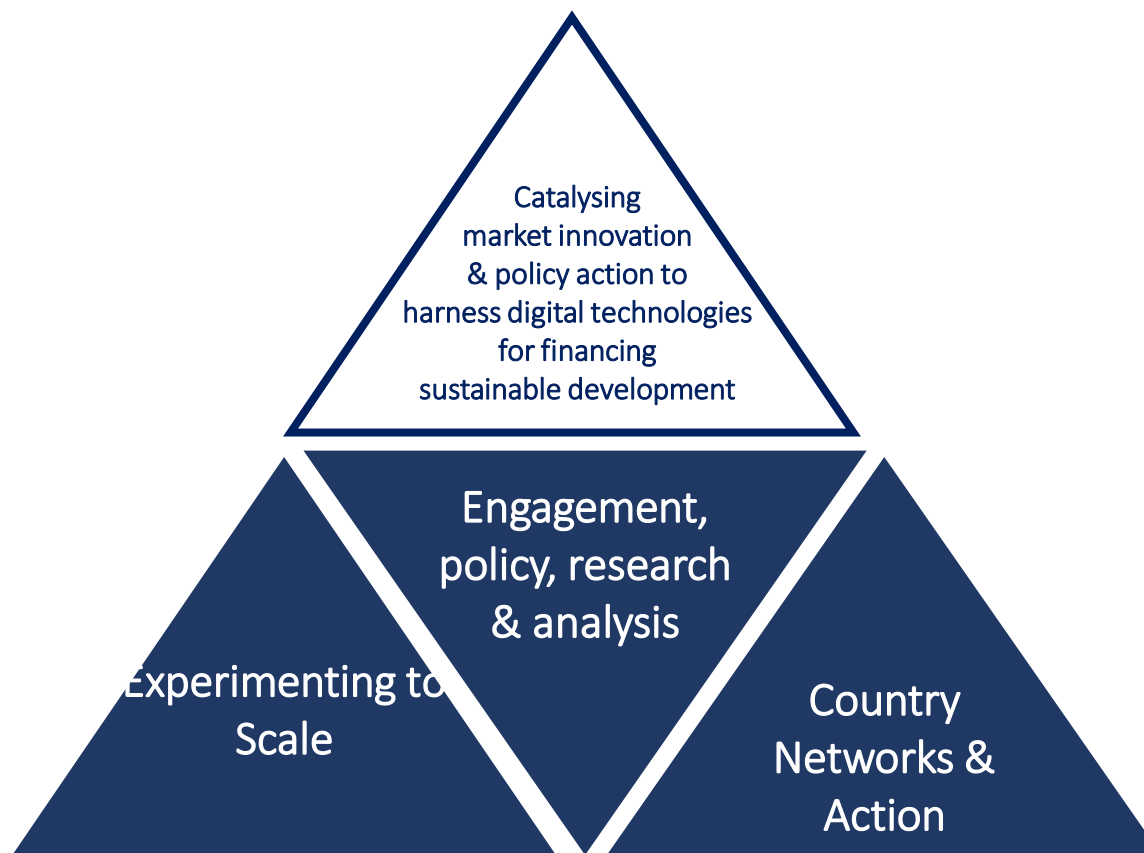 Catalysing
market innovation
& policy action to
harness digital technologies
for financing
sustainable development
Engagement,
policy, research
& analysis
Experimenting to
Scale
Country
Networks &
Action